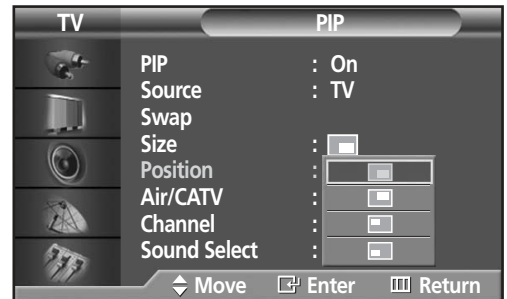 TV PIP
PIP : On
Source : TV
Swap
Size :
Position :
Air/CATV :
Channel :
Sound Select :
Move Enter Return